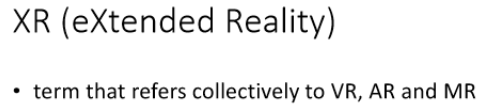 XR (eXtended Reality)
• term that refers collectively to VR, AR and MR